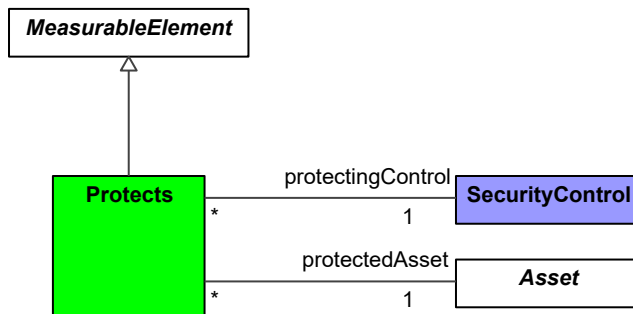 MeasurableElement
Protects
protectingControl
SecurityControl
*
1
protectedAsset
Asset
*
1